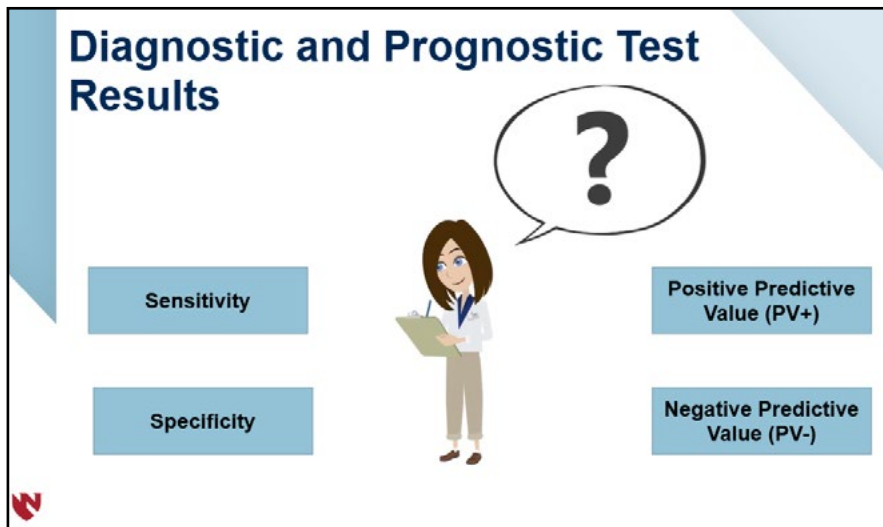 Diagnostic and Prognostic Test
Results
?
Sensitivity
Positive Predictive
Value (PV+)
Specificity
Negative Predictive
Value (PV-)